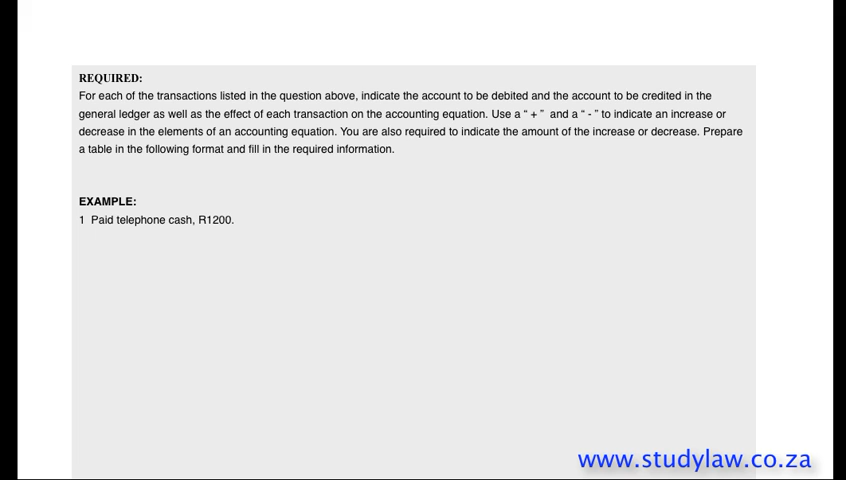 REQUIRED:
For each of the transactions listed in the question above, indicate the account to be debited and the account to be credited in the
general ledger as well as the effect of each transaction on the accounting equation. Use a “ + ” and a “ - ” to indicate an increase or
decrease in the elements of an accounting equation. You are also required to indicate the amount of the increase or decrease. Prepare
a table in the following format and fill in the required information.
EXAMPLE:
1 Paid telephone cash, R1200.
www.studylaw.co.za